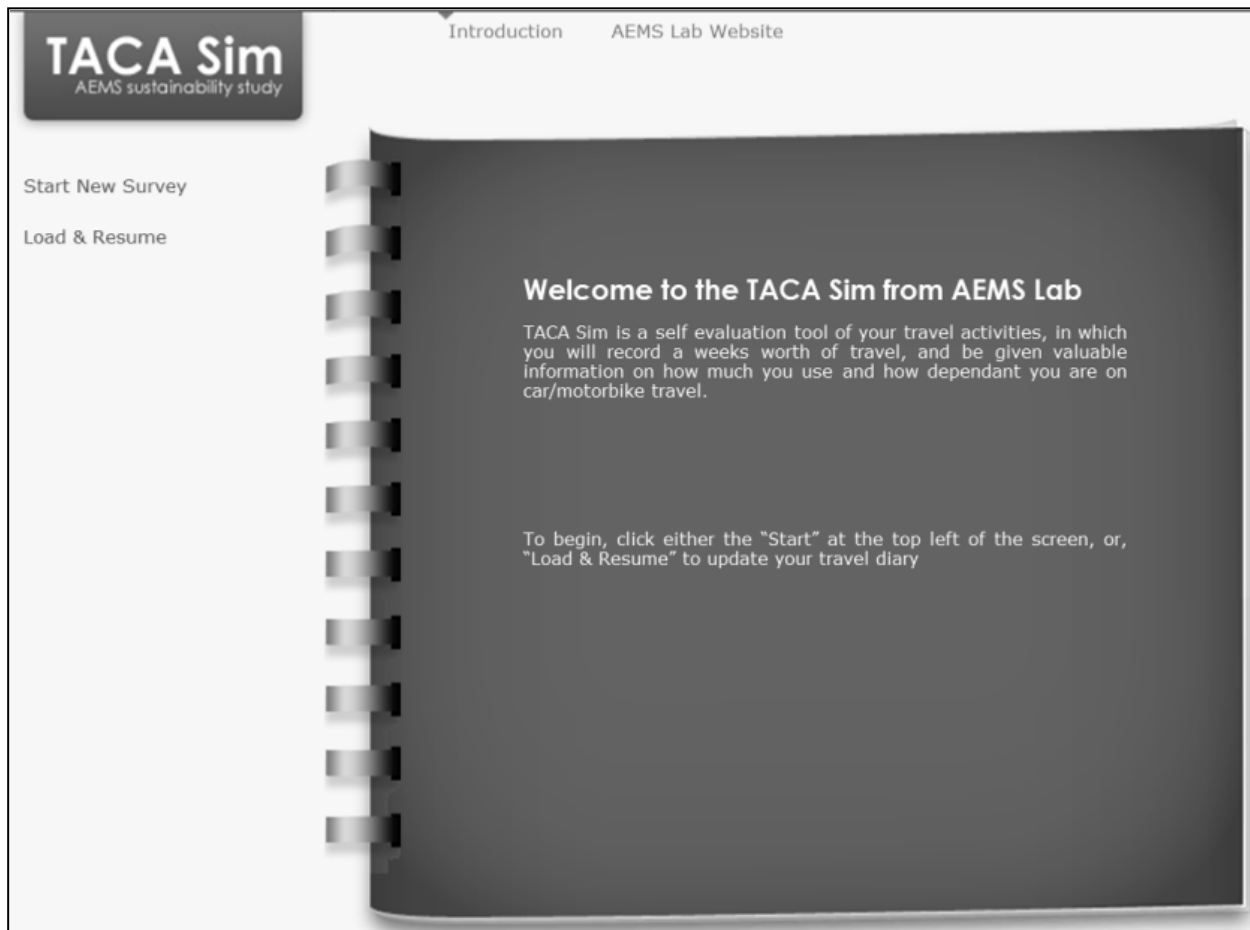 TACA Sim
AEMS sustainability study
Introduction
AEMS Lab Website
Start New Survey
Load & Resume
Welcome to the TACA Sim from AEMS Lab
TACA Sim is a self evaluation tool of your travel activities, in which
you will record a weeks worth of travel, and be given valuable
information on how much you use and how dependant you are on
car/motorbike travel.
To begin, click either the “Start” at the top left of the screen, or,
“Load & Resume” to update your travel diary